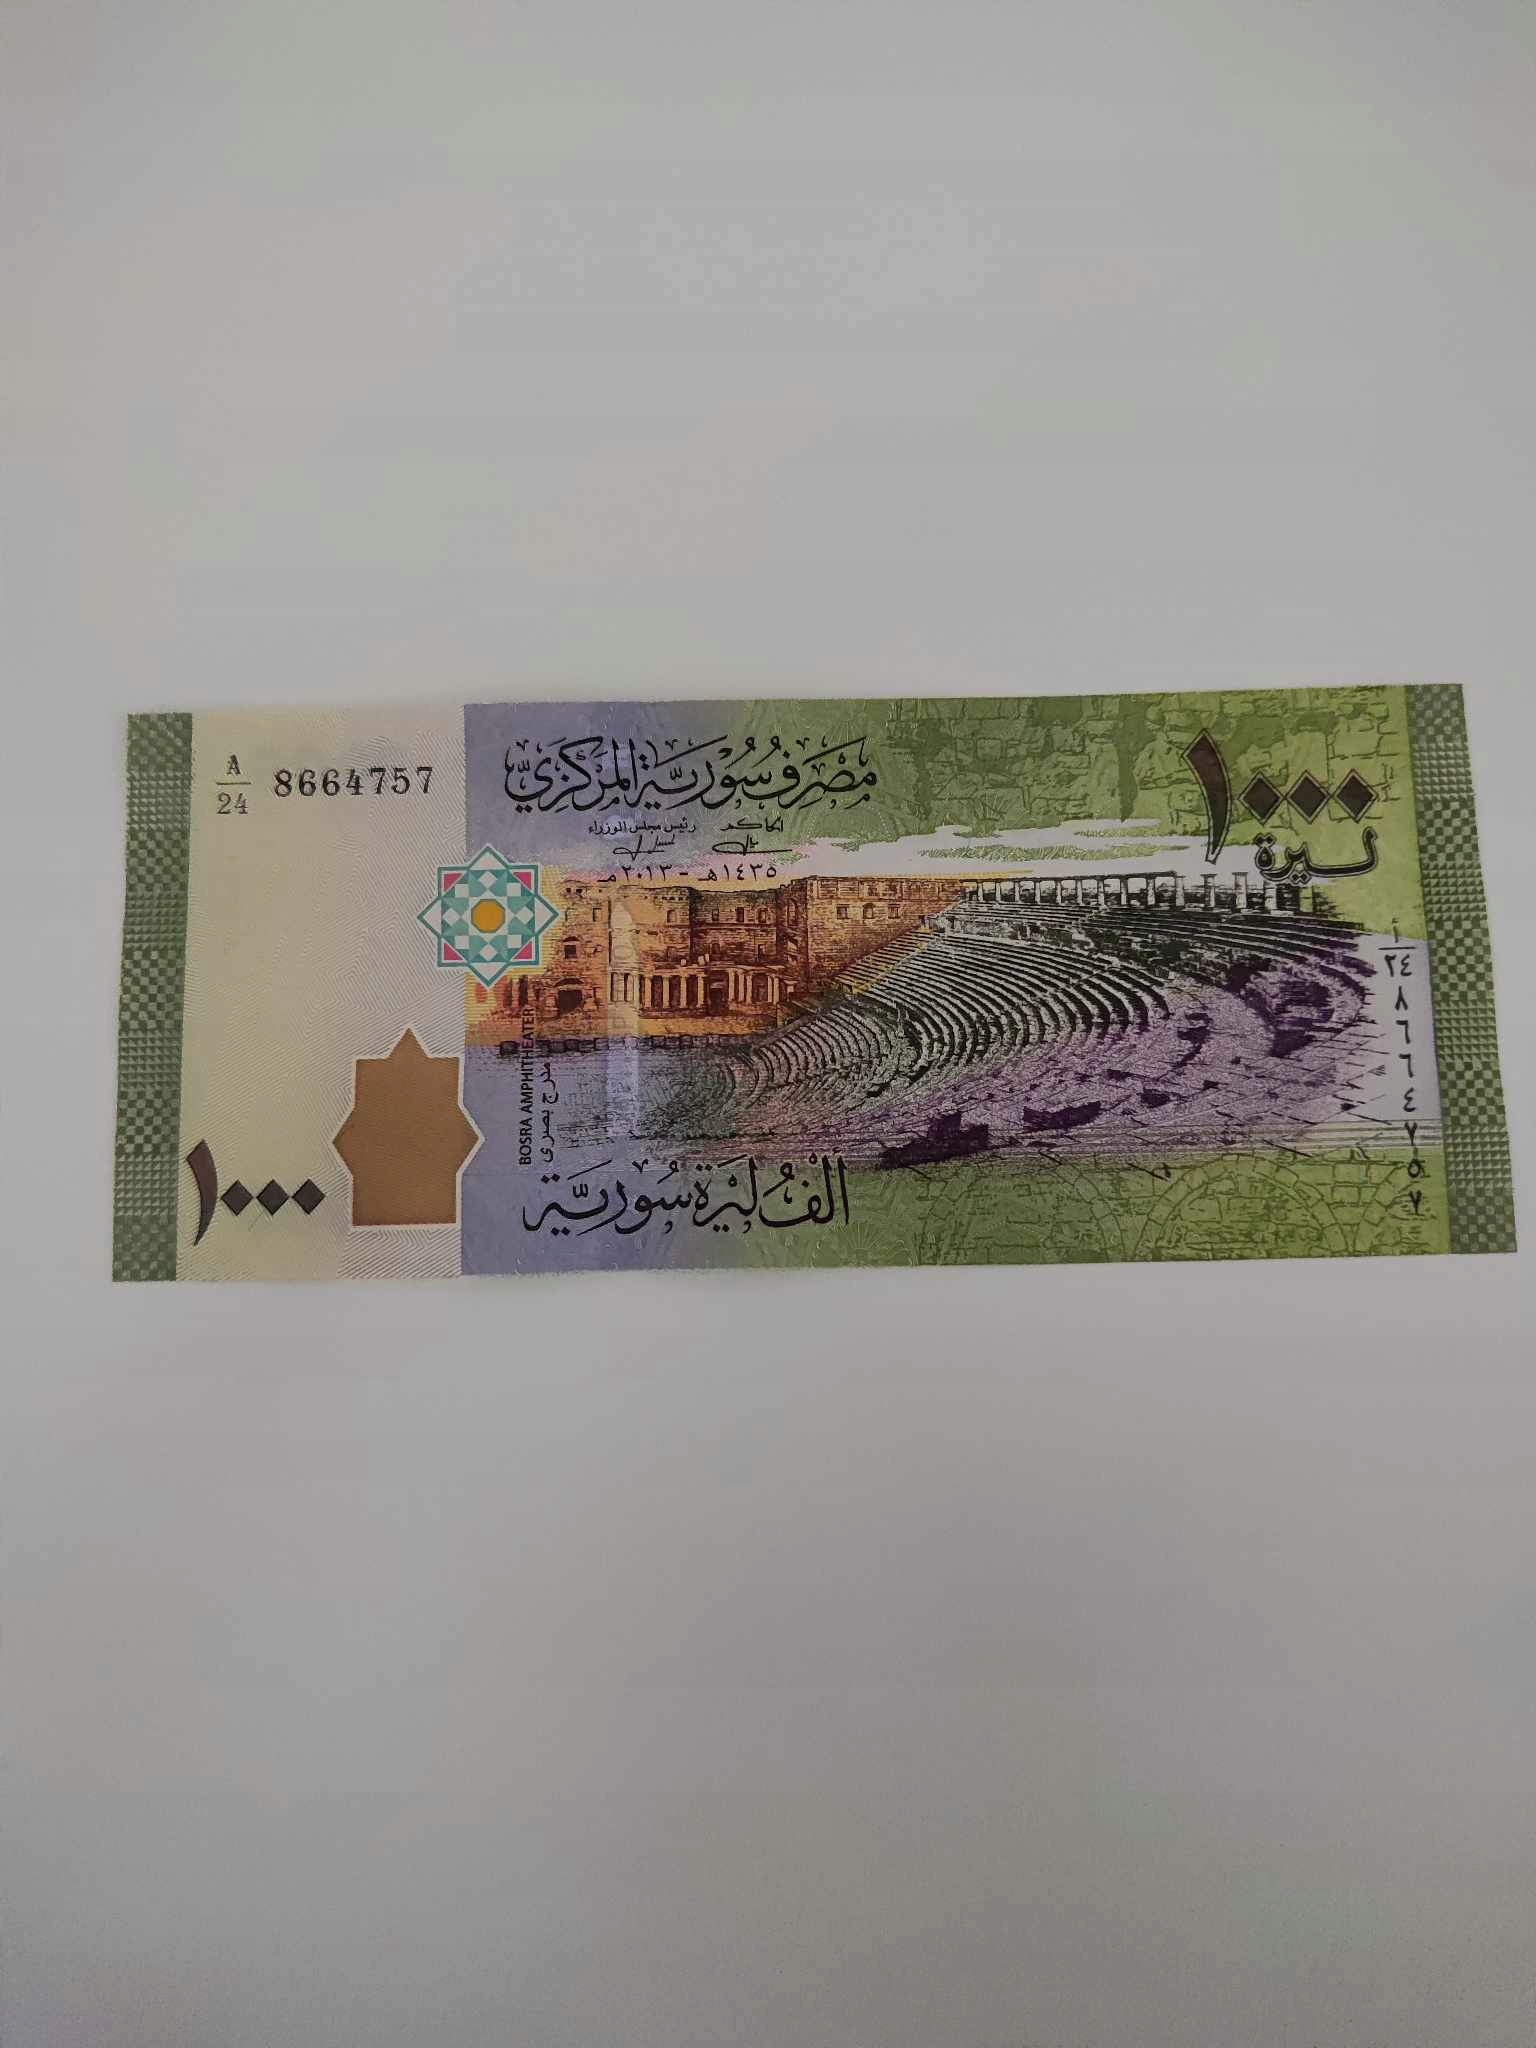 A
24
8664757
مصرف سورية المركزي
الحاكم رئيس مجلس الوزراء
١٤٣٥هـ - ٢٠١٣مـ
١٠٠٠
ليرة
أ
٢٤
٨
٦
٦
٤
٧
٥
٧
BOSRA AMPHITHEATER
مدرج بصرى
١٠٠٠
ألف ليرة سورية